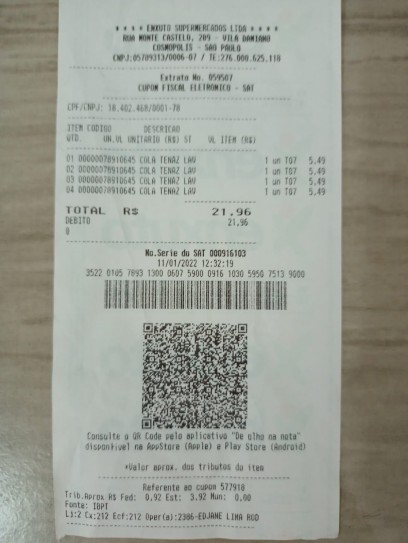 **** ENXUTO SUPERMERCADOS LTDA ****
RUA MONTE CASTELO, 289 - VILA DAMIANO
COSMOPOLIS - SAO PAULO
CNPJ:05789313/0006-07 / IE:276.000.625.110
Extrato No. 059507
CUPOM FISCAL ELETRONICO - SAT
CPF/CNPJ: 10.402.460/0001-70
ITEM CODIGO DESCRICAO
QTD. UN.VL UNITARIO (R$) ST VL ITEM (R$)
01 00000078910645 COLA TENAZ LAV 1 un T07 5.49
02 00000078910645 COLA TENAZ LAV 1 un T07 5.49
03 00000078910645 COLA TENAZ LAV 1 un T07 5.49
04 00000078910645 COLA TENAZ LAV 1 un T07 5.49
TOTAL R$ 21.96
DEBITO 21.96
No.Serie do SAT 000916103
11/01/2022 12:32:19
3522 0105 7893 1300 0607 5900 0916 1030 5950 7513 9000
Consulte o QR Code pelo aplicativo "De olho na nota"
disponivel na AppStore (Apple) e Play Store (Android)
*Valor aprox. dos tributos do item
Referente ao cupom 577918
Trib.Aprox R$ Fed: 0.92 Est: 3.92 Mun: 0.00
Fonte: IBPT
Lj:2 Cx:212 Ecf:212 Oper(a):2386-EDJANE LIMA ROD